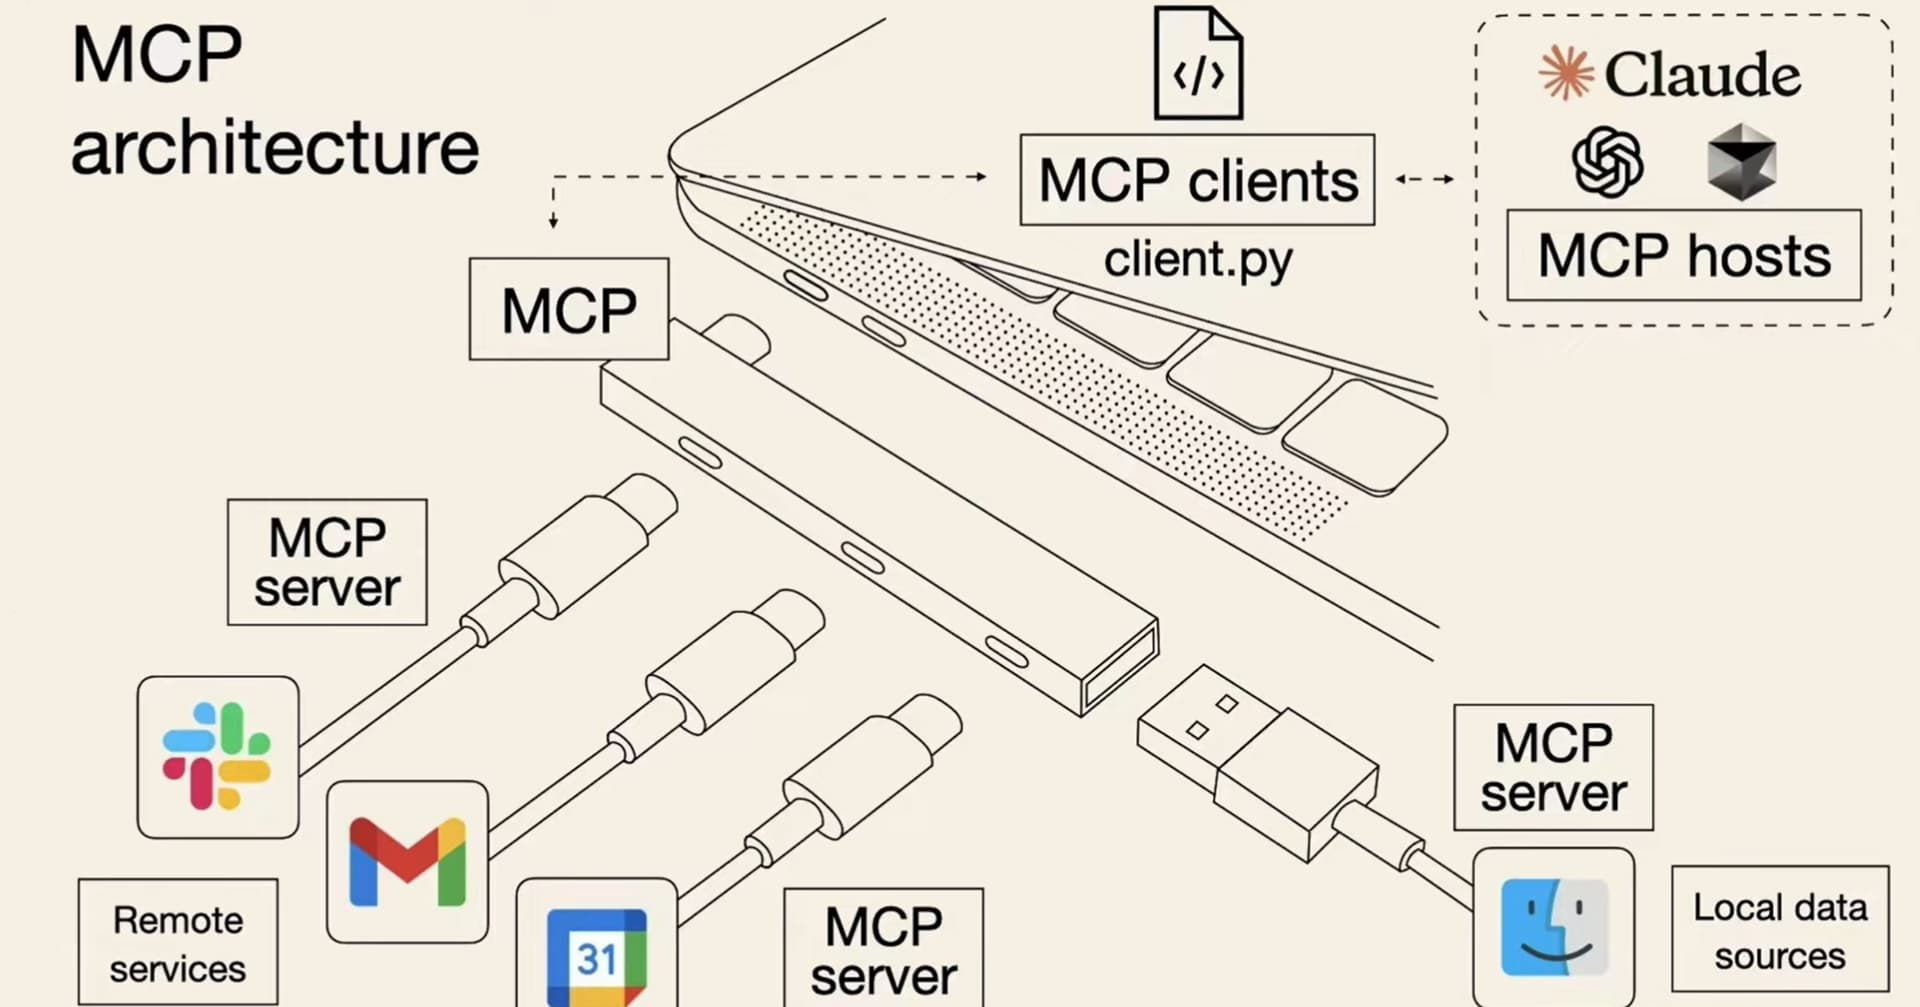 MCP
architecture
</>
MCP clients
client.py
Claude
MCP hosts
MCP
MCP
server
Remote
services
31
MCP
server
MCP
server
Local data
sources